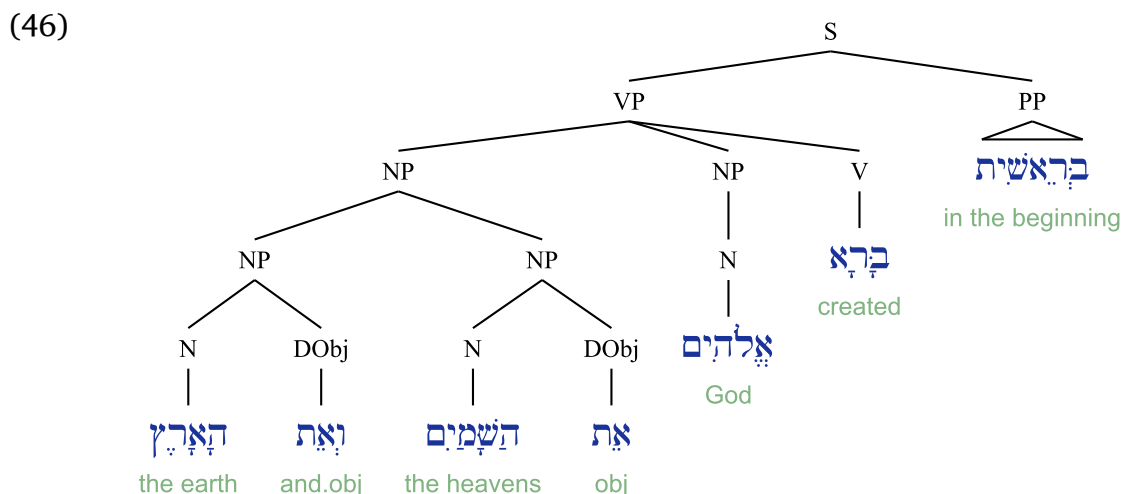 (46)
S
VP PP
NP NP V בְּרֵאשִׁית
in the beginning
NP NP N בָּרָא
created
N DObj N DObj אֱלֹהִים
God
הָאָרֶץ וְאֵת הַשָּׁמַיִם אֵת
the earth and.obj the heavens obj